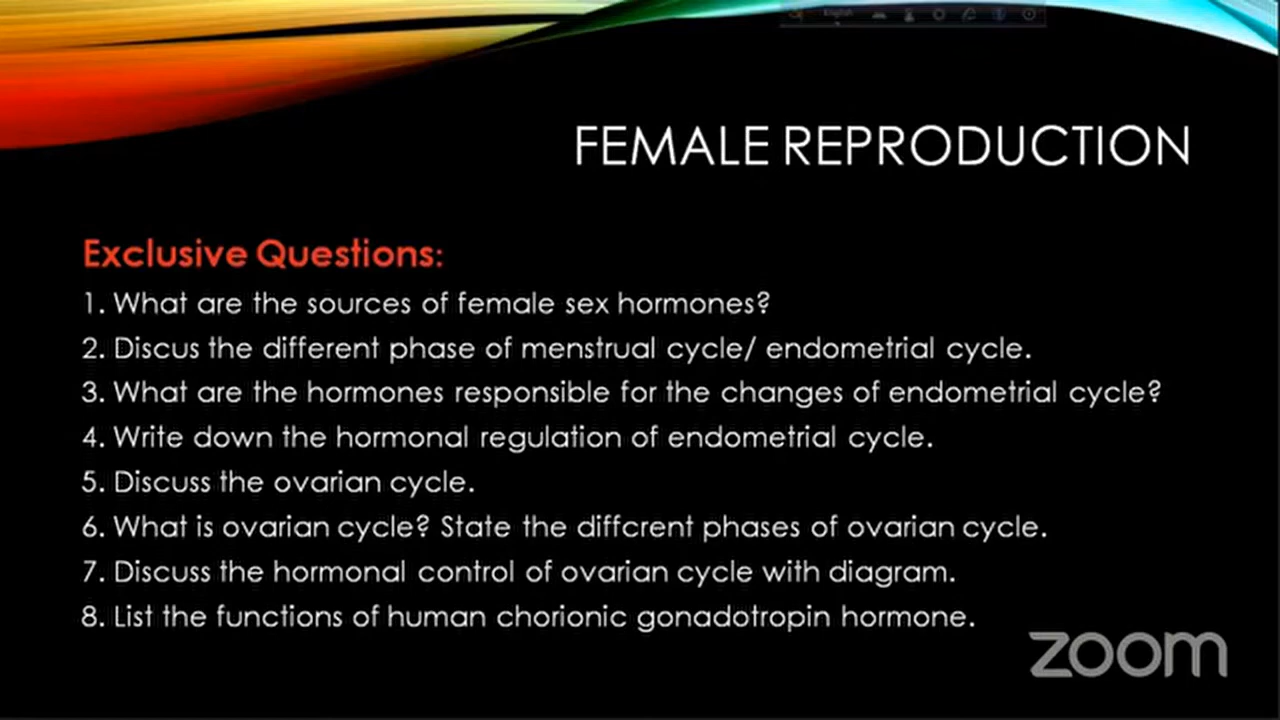 FEMALE REPRODUCTION
Exclusive Questions:
1. What are the sources of female sex hormones?
2. Discus the different phase of menstrual cycle/ endometrial cycle.
3. What are the hormones responsible for the changes of endometrial cycle?
4. Write down the hormonal regulation of endometrial cycle.
5. Discuss the ovarian cycle.
6. What is ovarian cycle? State the diffcrent phases of ovarian cycle.
7. Discuss the hormonal control of ovarian cycle with diagram.
8. List the functions of human chorionic gonadotropin hormone.
zoom